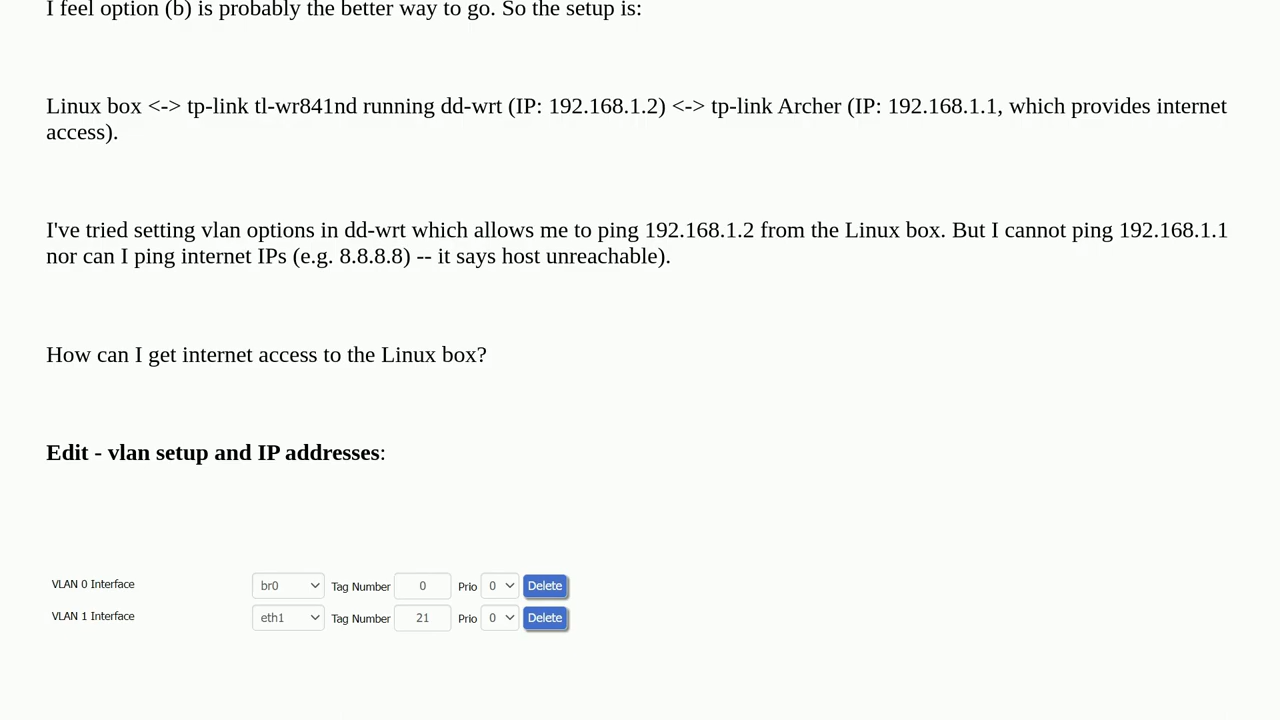 I feel option (b) is probably the better way to go. So the setup is:
Linux box <-> tp-link tl-wr841nd running dd-wrt (IP: 192.168.1.2) <-> tp-link Archer (IP: 192.168.1.1, which provides internet
access).
I've tried setting vlan options in dd-wrt which allows me to ping 192.168.1.2 from the Linux box. But I cannot ping 192.168.1.1
nor can I ping internet IPs (e.g. 8.8.8.8) -- it says host unreachable).
How can I get internet access to the Linux box?
Edit - vlan setup and IP addresses:
VLAN 0 Interface br0 Tag Number 0 Prio 0 Delete
VLAN 1 Interface eth1 Tag Number 21 Prio 0 Delete